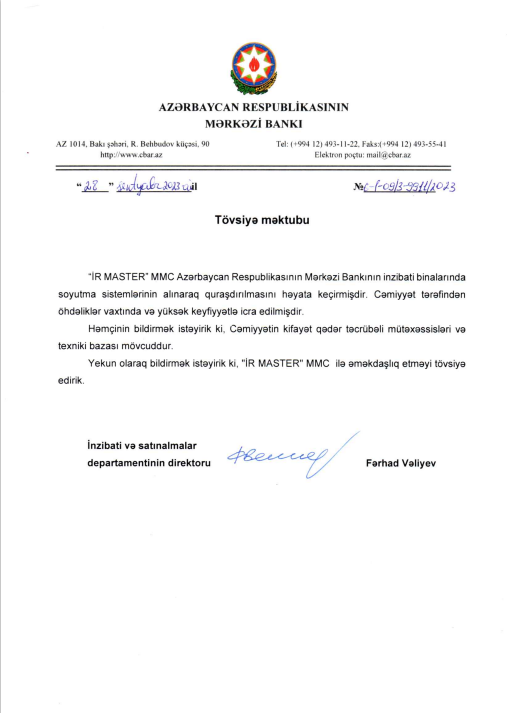 AZƏRBAYCAN RESPUBLİKASININ
MƏRKƏZİ BANKI
AZ 1014, Bakı şəhəri, R. Behbudov küçəsi, 90
Tel: (+994 12) 493-11-22, Faks:(+994 12) 493-55-41
http://www.cbar.az
Elektron poçtu: mail@cbar.az
“ 28 ” sentyabr 2023 il
№ 2023
Tövsiyə məktubu
“İR MASTER” MMC Azərbaycan Respublikasının Mərkəzi Bankının inzibati binalarında
soyutma sistemlərinin alınaraq quraşdırılmasını həyata keçirmişdir. Cəmiyyət tərəfindən
öhdəliklər vaxtında və yüksək keyfiyyətlə icra edilmişdir.
Həmçinin bildirmək istəyirik ki, Cəmiyyətin kifayət qədər təcrübəli mütəxəssisləri və
texniki bazası mövcuddur.
Yekun olaraq bildirmək istəyirik ki, "İR MASTER" MMC ilə əməkdaşlıq etməyi tövsiyə
edirik.
İnzibati və satınalmalar
departamentinin direktoru
Fərhad Vəliyev